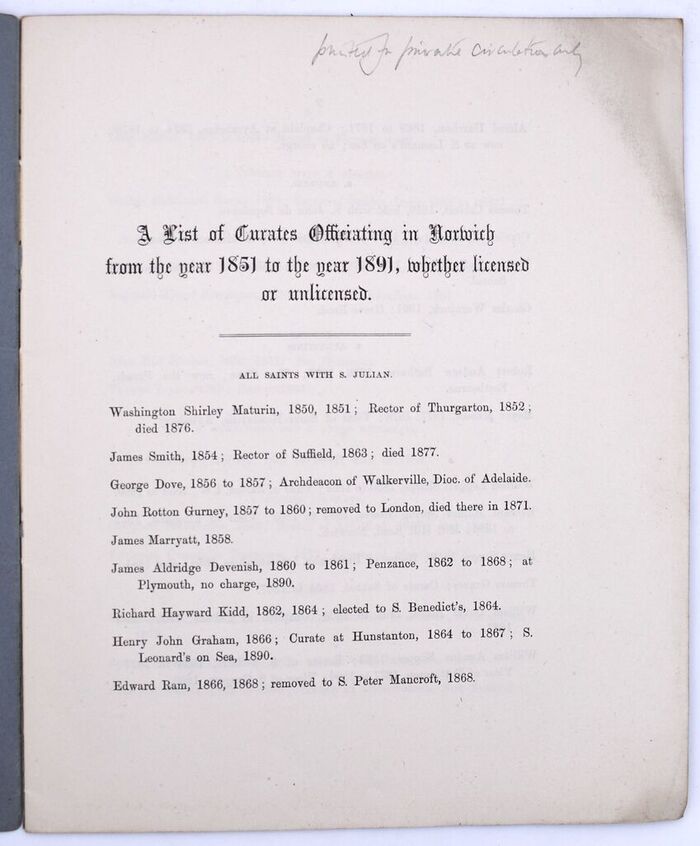 printed for private circulation only
A List of Curates Officiating in Norwich
from the year 1851 to the year 1891, whether licensed
or unlicensed.
ALL SAINTS WITH S. JULIAN.
Washington Shirley Maturin, 1850, 1851; Rector of Thurgarton, 1852;
died 1876.
James Smith, 1854; Rector of Suffield, 1863; died 1877.
George Dove, 1856 to 1857; Archdeacon of Walkerville, Dioc. of Adelaide.
John Rotton Gurney, 1857 to 1860; removed to London, died there in 1871.
James Marryatt, 1858.
James Aldridge Devenish, 1860 to 1861; Penzance, 1862 to 1868; at
Plymouth, no charge, 1890.
Richard Hayward Kidd, 1862, 1864; elected to S. Benedict's, 1864.
Henry John Graham, 1866; Curate at Hunstanton, 1864 to 1867; S.
Leonard's on Sea, 1890.
Edward Ram, 1866, 1868; removed to S. Peter Mancroft, 1868.